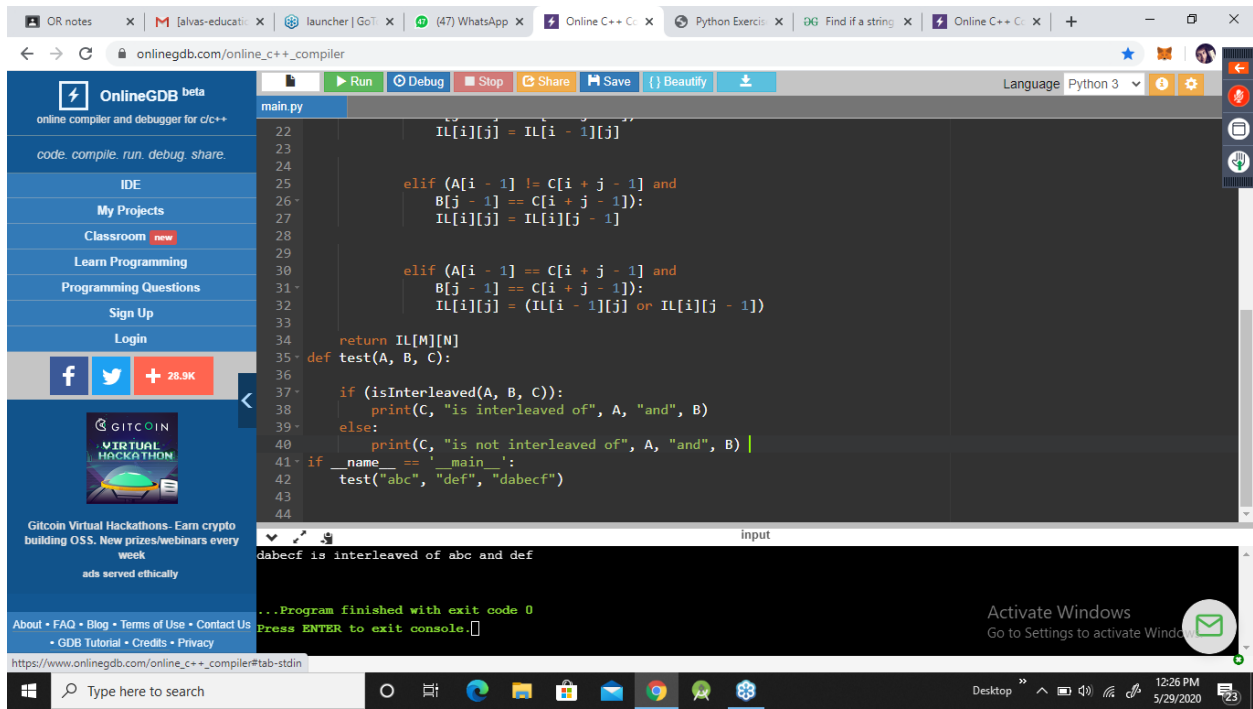 OR notes
[alvas-educatic
launcher | GoTo
(47) WhatsApp
Online C++ Co
Python Exercis
Find if a string
Online C++ Co
onlinegdb.com/online_c++_compiler
OnlineGDB beta
online compiler and debugger for c/c++
code. compile. run. debug. share.
IDE
My Projects
Classroom new
Learn Programming
Programming Questions
Sign Up
Login
28.9K
GITCOIN
VIRTUAL
HACKATHON
Gitcoin Virtual Hackathons- Earn crypto
building OSS. New prizes/webinars every
week
ads served ethically
About • FAQ • Blog • Terms of Use • Contact Us
• GDB Tutorial • Credits • Privacy
Run Debug Stop Share Save {} Beautify
Language Python 3
main.py
22 IL[i][j] = IL[i - 1][j]
23
24
25 elif (A[i - 1] != C[i + j - 1] and
26 B[j - 1] == C[i + j - 1]):
27 IL[i][j] = IL[i][j - 1]
28
29
30 elif (A[i - 1] == C[i + j - 1] and
31 B[j - 1] == C[i + j - 1]):
32 IL[i][j] = (IL[i - 1][j] or IL[i][j - 1])
33
34 return IL[M][N]
35 def test(A, B, C):
36
37 if (isInterleaved(A, B, C)):
38 print(C, "is interleaved of", A, "and", B)
39 else:
40 print(C, "is not interleaved of", A, "and", B)
41 if __name__ == '__main__':
42 test("abc", "def", "dabecf")
43
44
input
dabecf is interleaved of abc and def
...Program finished with exit code 0
Press ENTER to exit console.
Activate Windows
Go to Settings to activate Windo
https://www.onlinegdb.com/online_c++_compiler#tab-stdin
Type here to search
Desktop
12:26 PM
5/29/2020
23